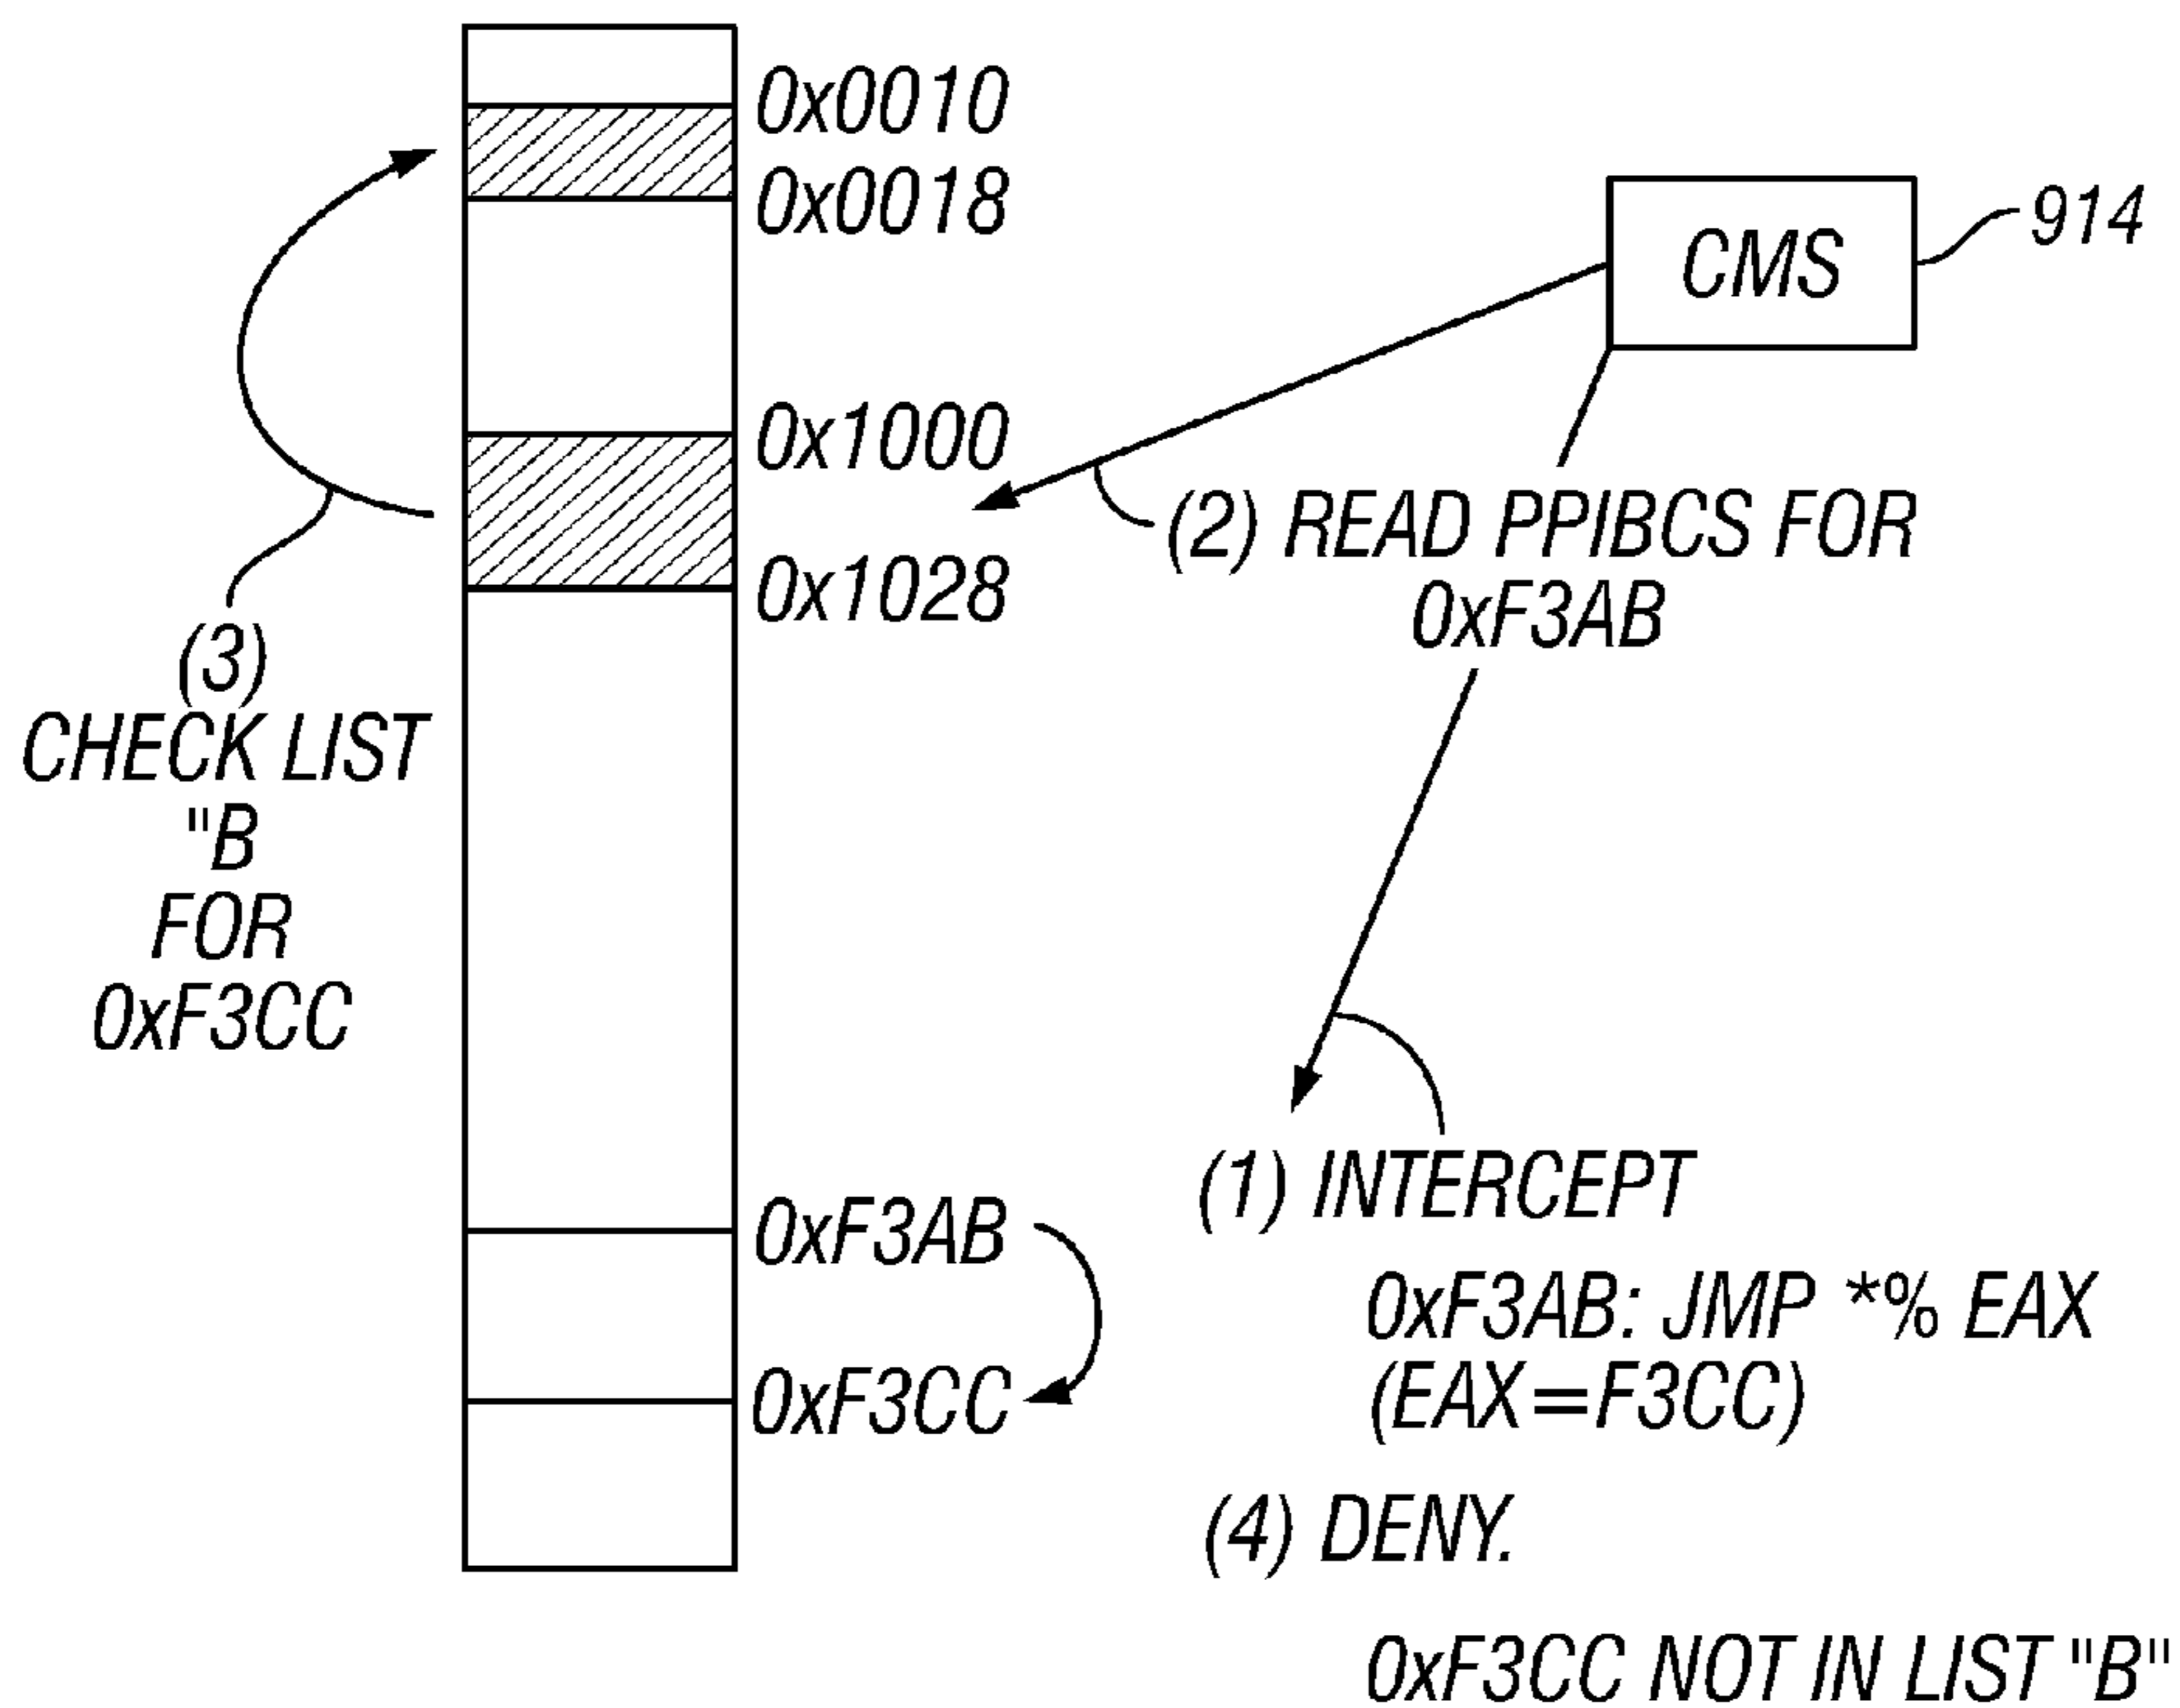 0x0010
0x0018
CMS
914
0x1000
0x1028
(2) READ PPIBCS FOR
0xF3AB
(3)
CHECK LIST
"B
FOR
0xF3CC
0xF3AB
0xF3CC
(1) INTERCEPT
0xF3AB: JMP *% EAX
(EAX=F3CC)
(4) DENY.
0xF3CC NOT IN LIST "B"